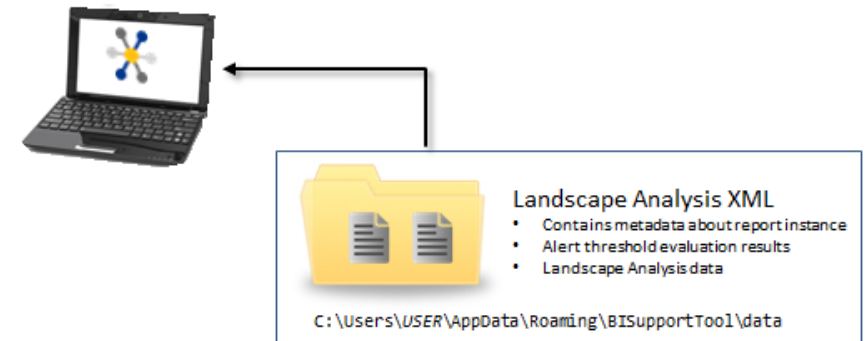 Landscape Analysis XML
• Contains metadata about report instance
• Alert threshold evaluation results
• Landscape Analysis data
C:\Users\USER\AppData\Roaming\BISupportTool\data